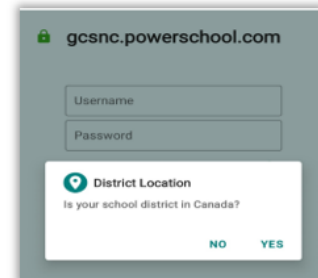 gcsnc.powerschool.com
Username
Password
District Location
Is your school district in Canada?
NO YES